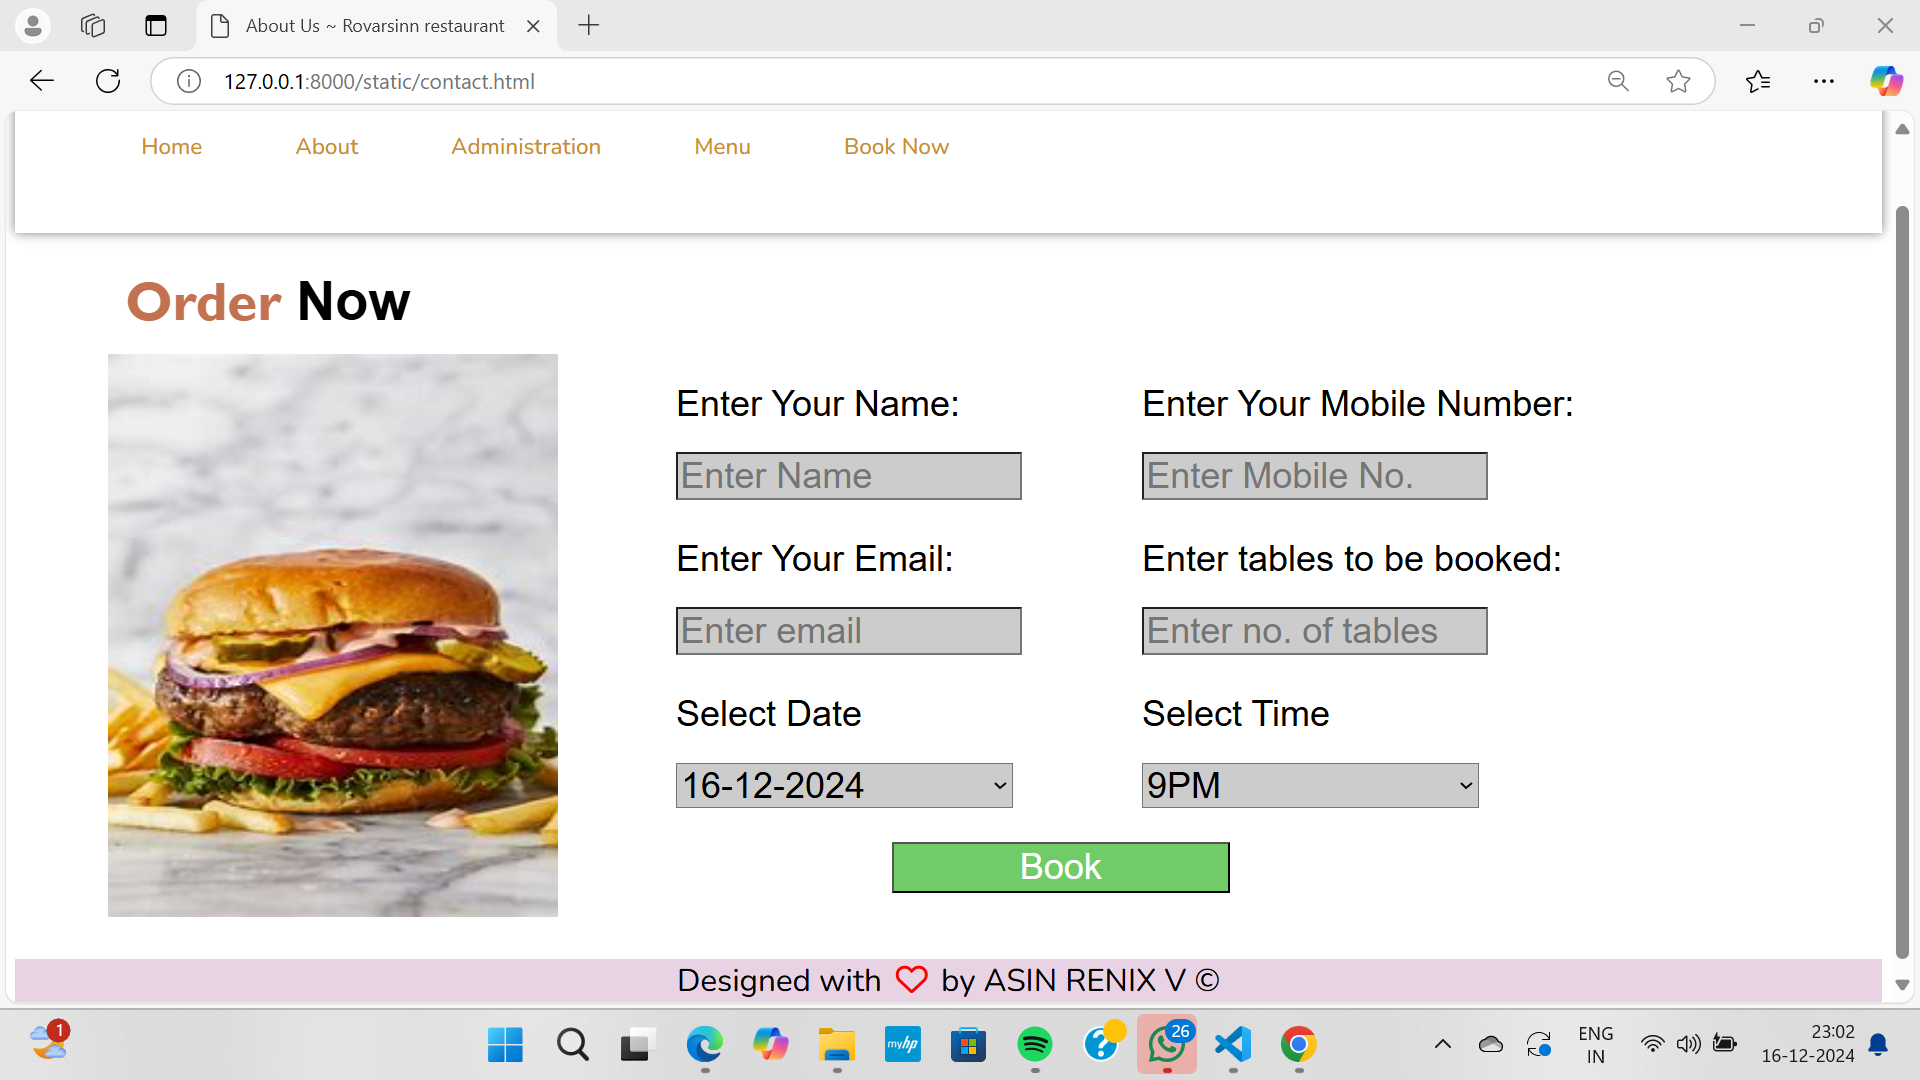 About Us ~ Rovarsinn restaurant
127.0.0.1:8000/static/contact.html
Home About Administration Menu Book Now
Order Now
Enter Your Name: Enter Your Mobile Number:
Enter Name Enter Mobile No.
Enter Your Email: Enter tables to be booked:
Enter email Enter no. of tables
Select Date Select Time
16-12-2024 9PM
Book
Designed with by ASIN RENIX V ©
1
myhp
?
26
ENG
IN
23:02
16-12-2024